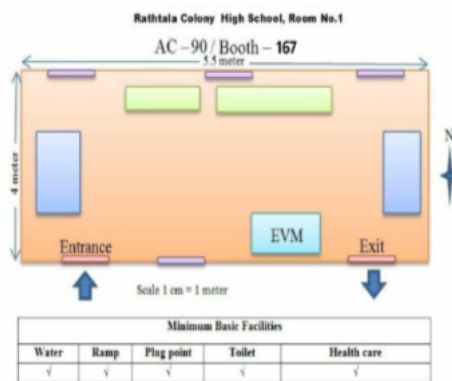 Rathtala Colony High School, Room No.1
AC – 90 / Booth – 167
5.5 meter
4 meter
N
EVM
Entrance
Exit
Scale 1 cm = 1 meter
Minimum Basic Facilities
Water Ramp Plug point Toilet Health care
√ √ √ √ √